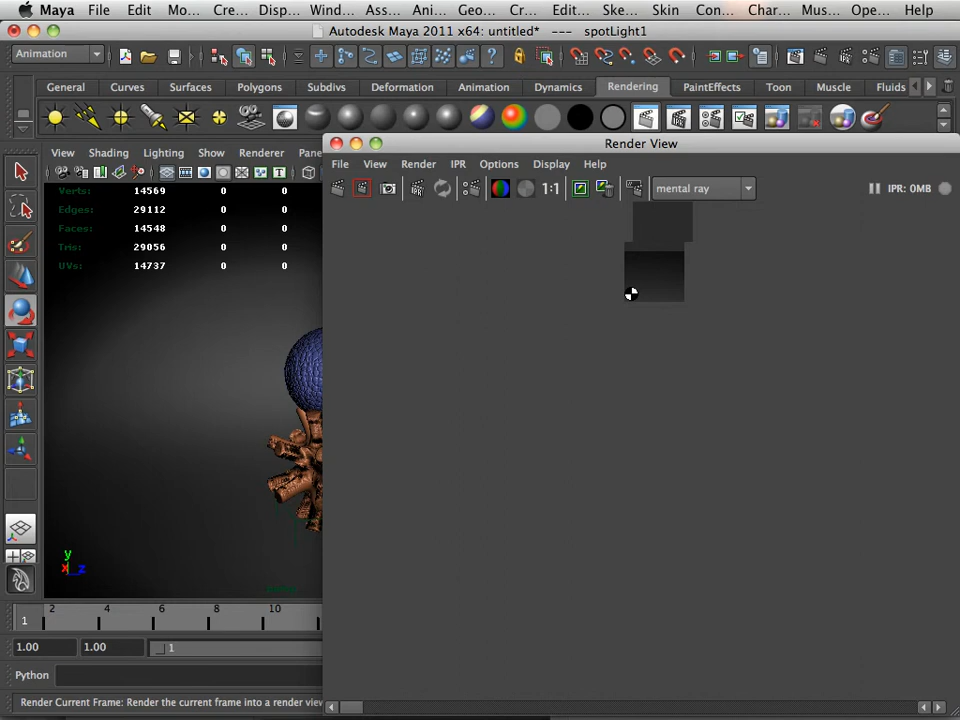 Maya File Edit Mo... Cre... Disp... Wind... Ass... Ani... Geo... Cr... Edit... Ske... Skin Con... Char... Mus... Ove... Help
Autodesk Maya 2011 x64: untitled* --- spotLight1
Animation
General Curves Surfaces Polygons Subdivs Deformation Animation Dynamics Rendering PaintEffects Toon Muscle Fluids
View Shading Lighting Show Renderer Pane
Render View
File View Render IPR Options Display Help
1:1 mental ray IPR: 0MB
Verts: 14569 0 0
Edges: 29112 0 0
Faces: 14548 0 0
Tris: 29056 0 0
UVs: 14737 0 0
y
x z
1 2 4 6 8 10
1.00 1.00 1
Python
Render Current Frame: Render the current frame into a render view